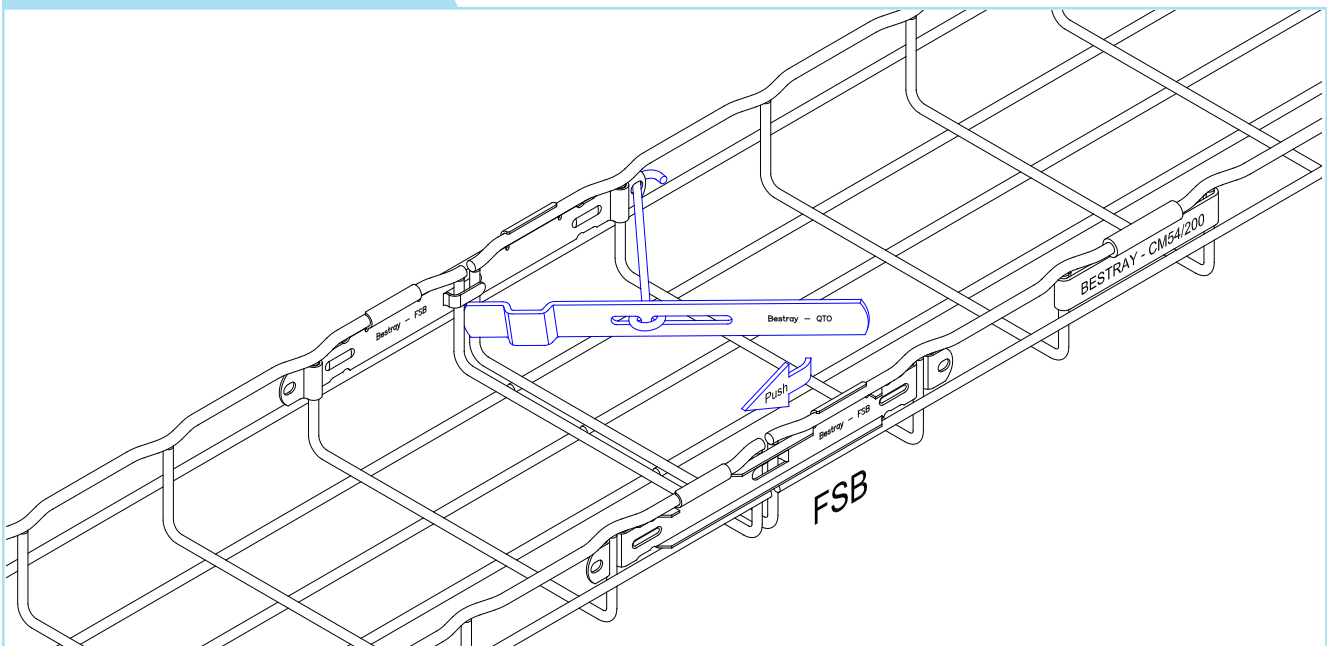 BESTRAY - CM54/200
Bestray - FSB
Bestray - QTO
Push
Bestray - FSB
FSB